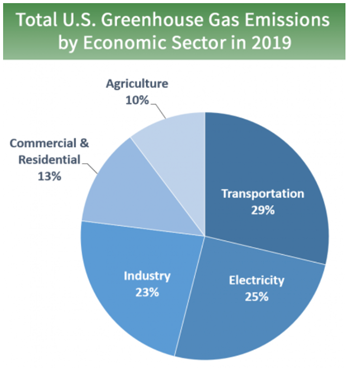 Total U.S. Greenhouse Gas Emissions
by Economic Sector in 2019
Agriculture
10%
Commercial &
Residential
13%
Transportation
29%
Industry
23%
Electricity
25%